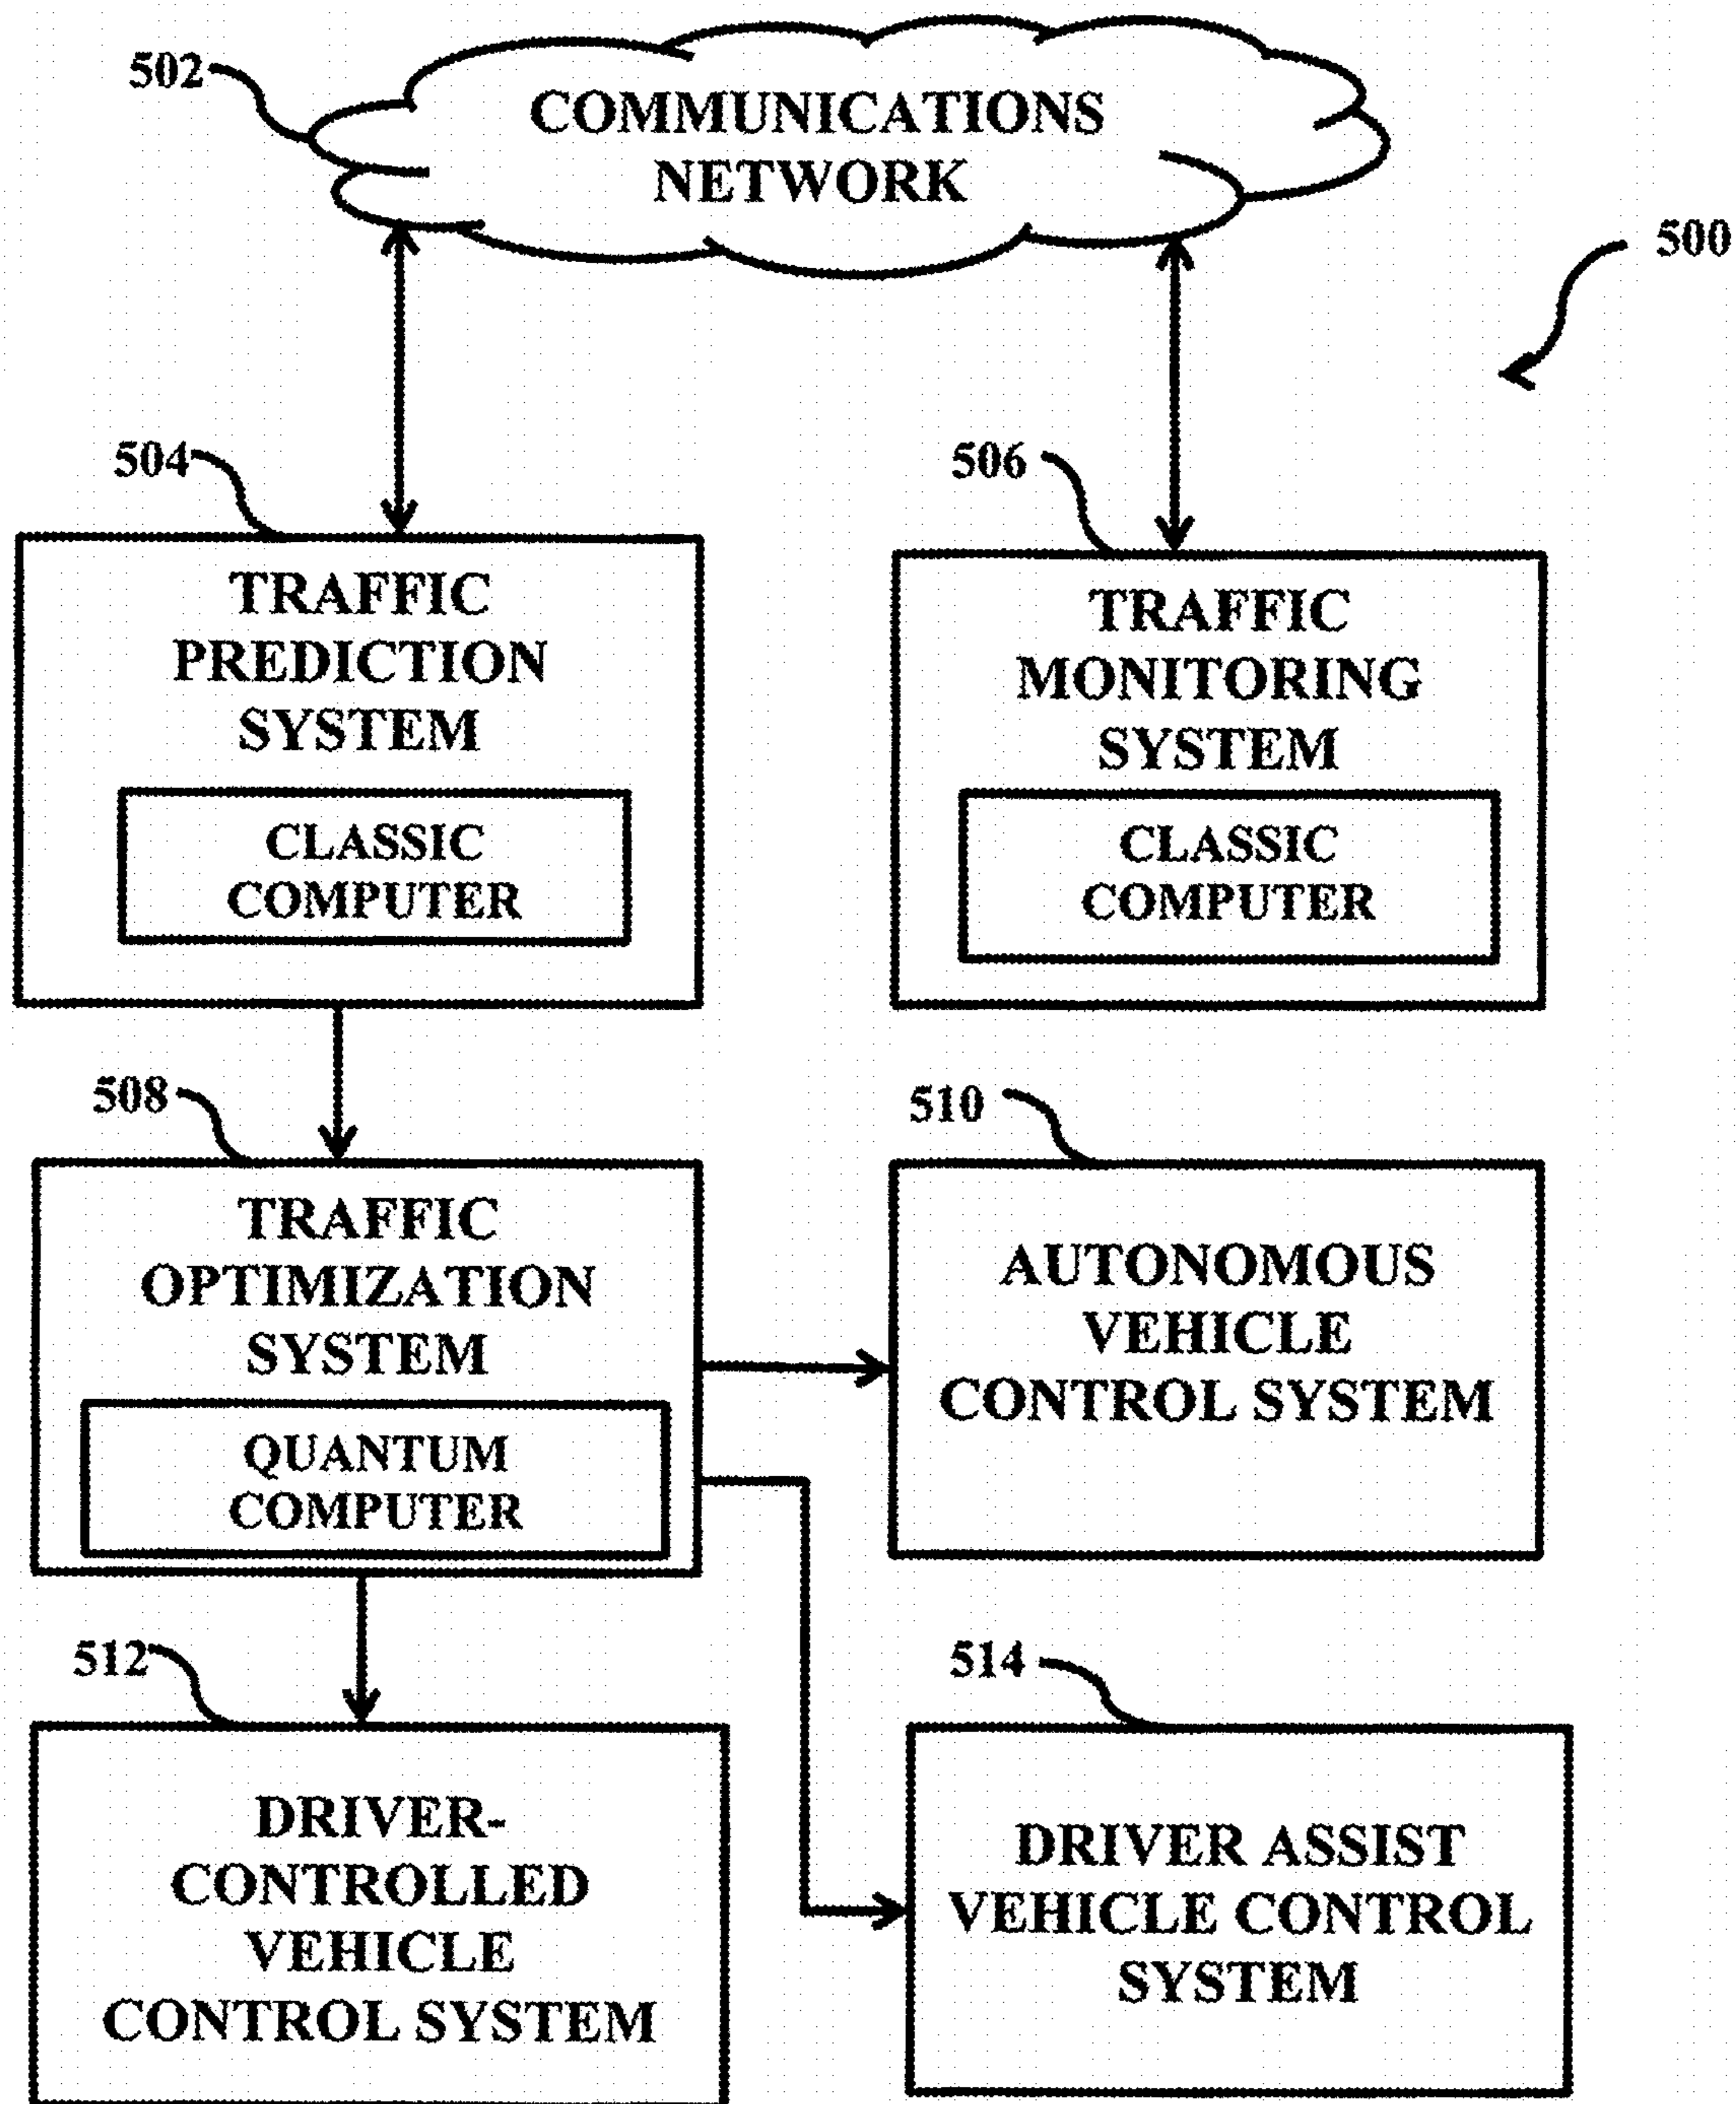 502
COMMUNICATIONS
NETWORK
500
504
TRAFFIC
PREDICTION
SYSTEM
CLASSIC
COMPUTER
506
TRAFFIC
MONITORING
SYSTEM
CLASSIC
COMPUTER
508
TRAFFIC
OPTIMIZATION
SYSTEM
QUANTUM
COMPUTER
510
AUTONOMOUS
VEHICLE
CONTROL SYSTEM
512
DRIVER-
CONTROLLED
VEHICLE
CONTROL SYSTEM
514
DRIVER ASSIST
VEHICLE CONTROL
SYSTEM